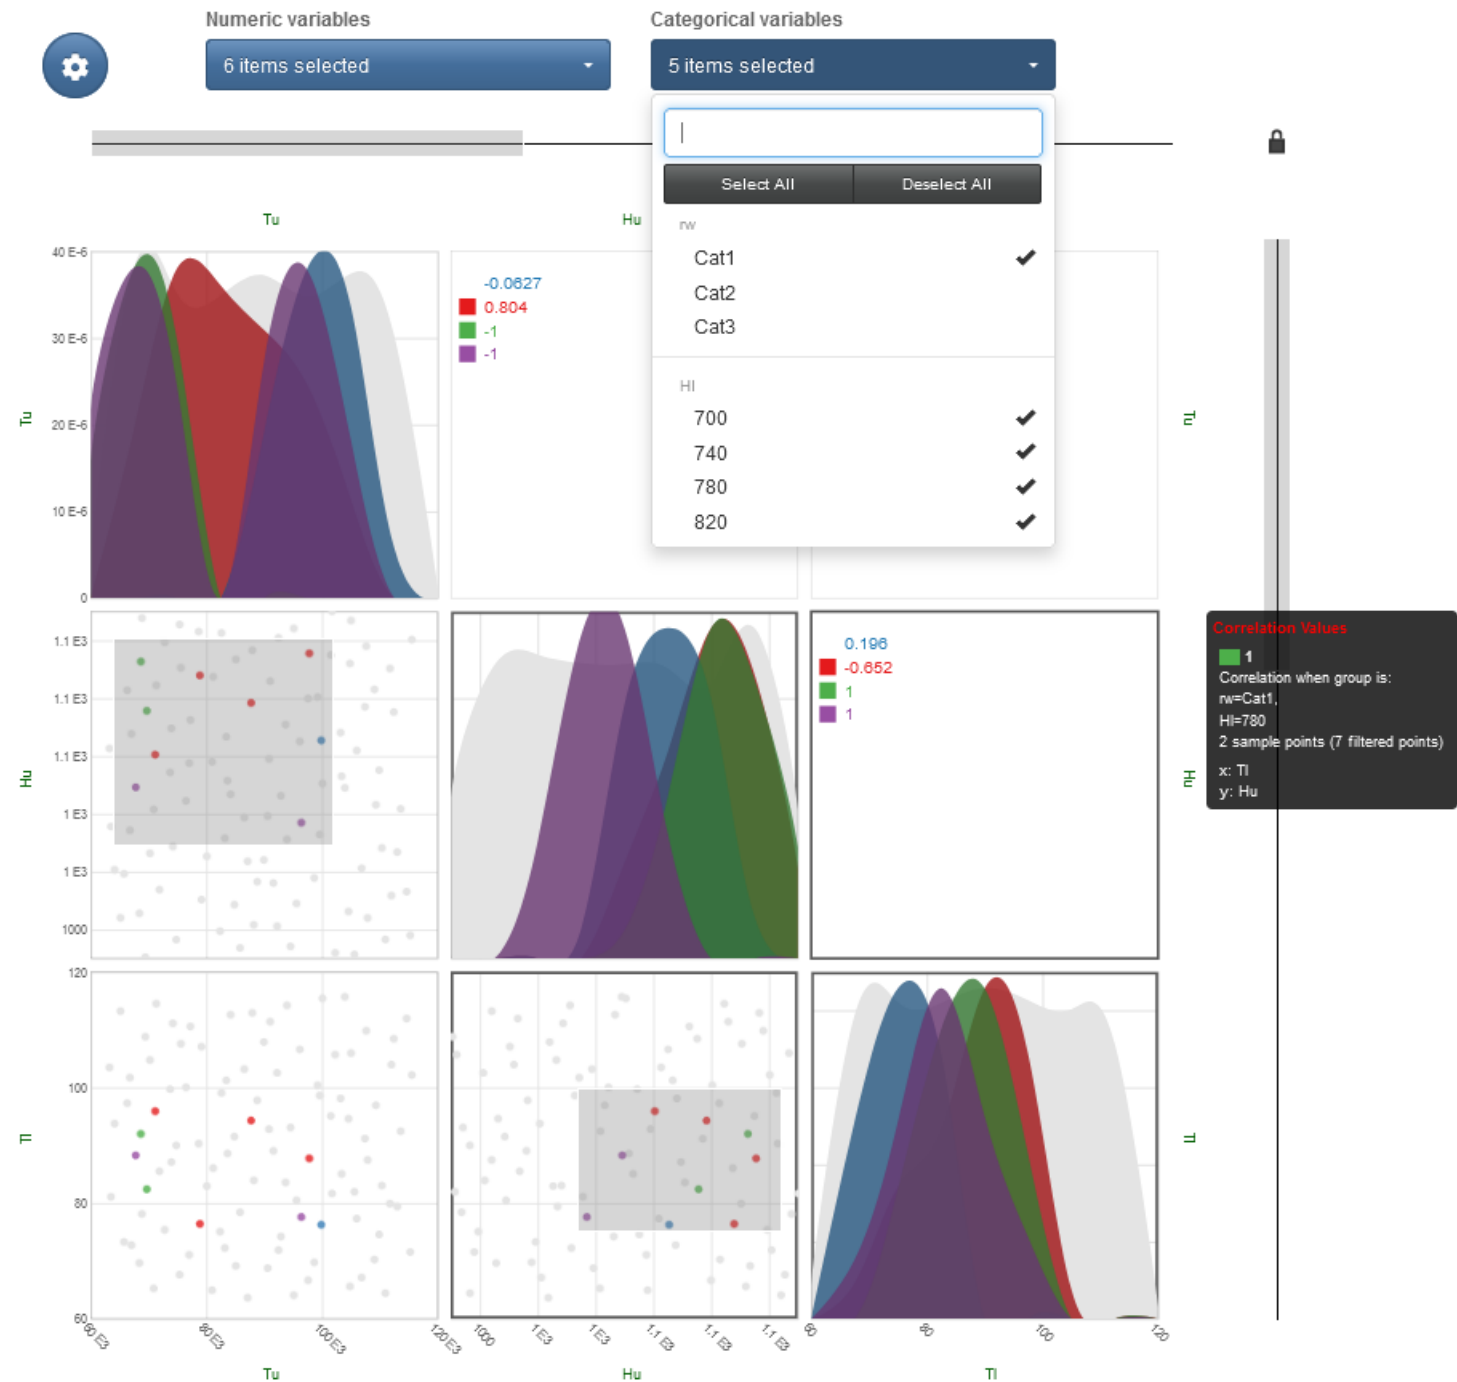 Numeric variables
Categorical variables
6 items selected
5 items selected
Select All
Deselect All
rw
Cat1
Cat2
Cat3
HI
700
740
780
820
Tu
Hu
40 E-6
30 E-6
20 E-6
10 E-6
0
Tu
-0.0627
0.804
-1
-1
Tu
1.1 E3
1.1 E3
1.1 E3
1 E3
1 E3
1000
Hu
0.196
-0.652
1
1
Hu
Correlation Values
1
Correlation when group is:
rw=Cat1,
HI=780
2 sample points (7 filtered points)
x: Tl
y: Hu
120
100
80
60
Tl
Tl
60 E3
80 E3
100 E3
120 E3
1000
1 E3
1 E3
1.1 E3
1.1 E3
1.1 E3
60
80
100
120
Tu
Hu
Tl